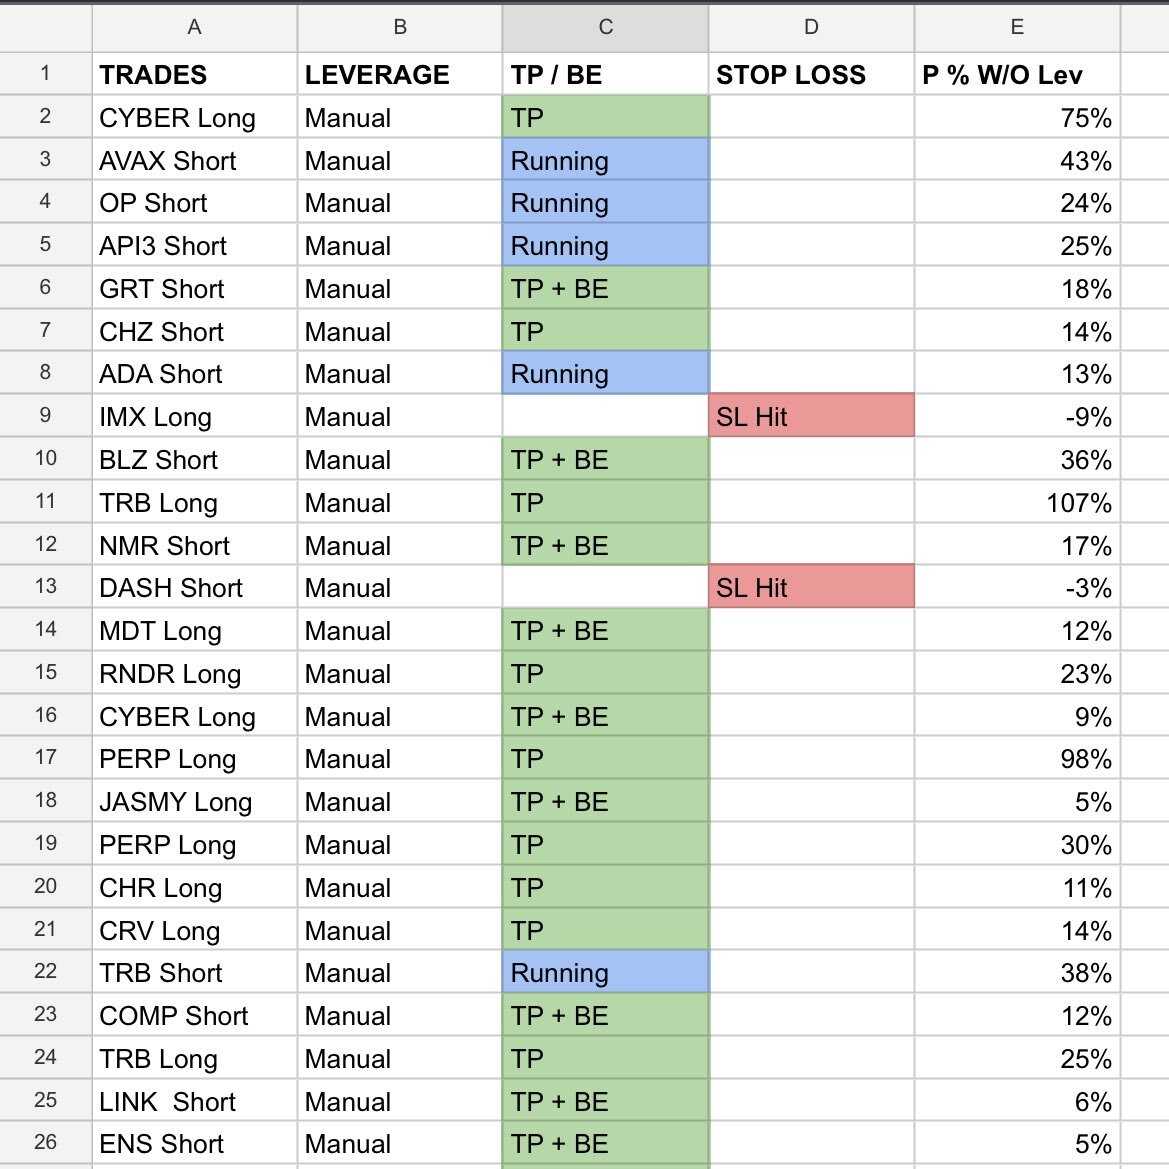 A B C D E
1 TRADES LEVERAGE TP / BE STOP LOSS P % W/O Lev
2 CYBER Long Manual TP 75%
3 AVAX Short Manual Running 43%
4 OP Short Manual Running 24%
5 API3 Short Manual Running 25%
6 GRT Short Manual TP + BE 18%
7 CHZ Short Manual TP 14%
8 ADA Short Manual Running 13%
9 IMX Long Manual SL Hit -9%
10 BLZ Short Manual TP + BE 36%
11 TRB Long Manual TP 107%
12 NMR Short Manual TP + BE 17%
13 DASH Short Manual SL Hit -3%
14 MDT Long Manual TP + BE 12%
15 RNDR Long Manual TP 23%
16 CYBER Long Manual TP + BE 9%
17 PERP Long Manual TP 98%
18 JASMY Long Manual TP + BE 5%
19 PERP Long Manual TP 30%
20 CHR Long Manual TP 11%
21 CRV Long Manual TP 14%
22 TRB Short Manual Running 38%
23 COMP Short Manual TP + BE 12%
24 TRB Long Manual TP 25%
25 LINK  Short Manual TP + BE 6%
26 ENS Short Manual TP + BE 5%